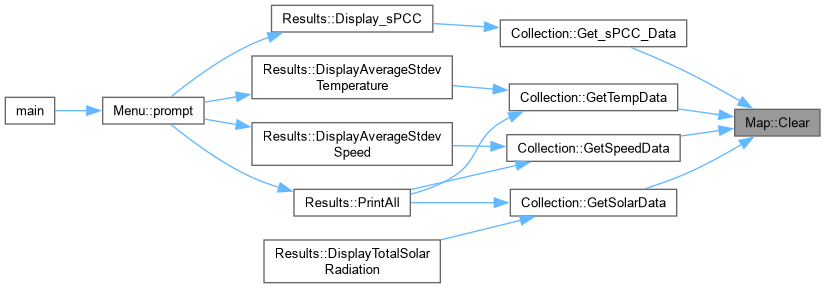 Results::Display_sPCC
Collection::Get_sPCC_Data
Results::DisplayAverageStdev
Temperature
Collection::GetTempData
main
Menu::prompt
Map::Clear
Results::DisplayAverageStdev
Speed
Collection::GetSpeedData
Results::PrintAll
Collection::GetSolarData
Results::DisplayTotalSolar
Radiation